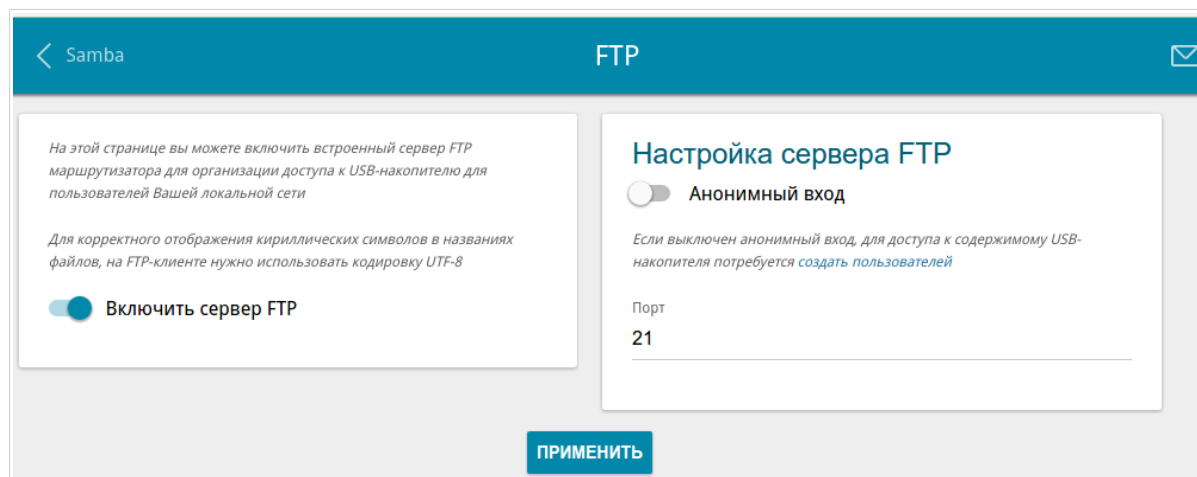 Samba
FTP
На этой странице вы можете включить встроенный сервер FTP
маршрутизатора для организации доступа к USB-накопителю для
пользователей Вашей локальной сети
Для корректного отображения кириллических символов в названиях
файлов, на FTP-клиенте нужно использовать кодировку UTF-8
Включить сервер FTP
Настройка сервера FTP
Анонимный вход
Если выключен анонимный вход, для доступа к содержимому USB-
накопителя потребуется создать пользователей
Порт
21
ПРИМЕНИТЬ